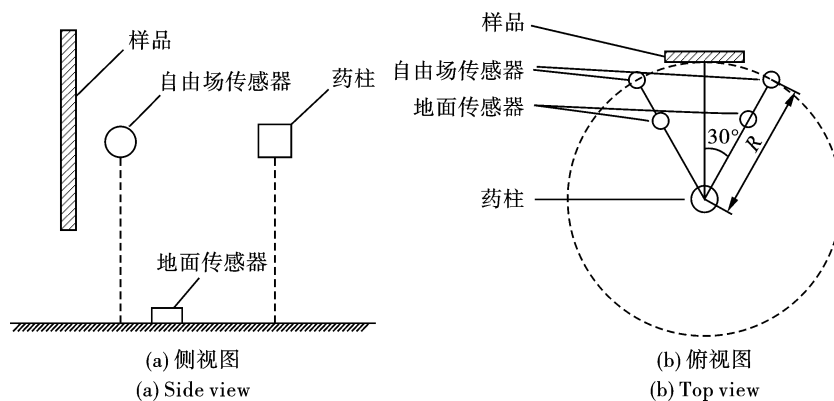 样品
自由场传感器
药柱
地面传感器
(a) 侧视图
(a) Side view
样品
自由场传感器
地面传感器
30°
R
药柱
(b) 俯视图
(b) Top view